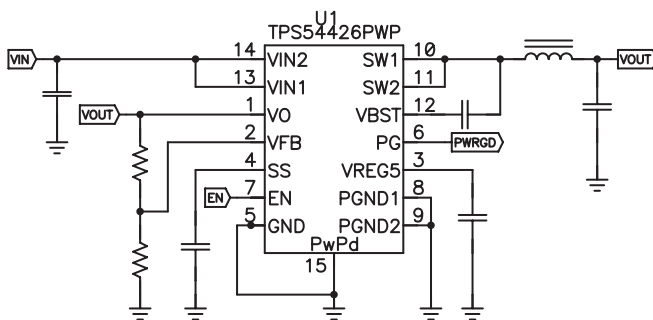 U1
TPS54426PWP
VIN
14 VIN2 SW1 10
13 VIN1 SW2 11
VOUT
VOUT
1 VO VBST 12
2 VFB PG 6 PWRGD
4 SS VREG5 3
EN 7 EN PGND1 8
5 GND PGND2 9
PwPd
15